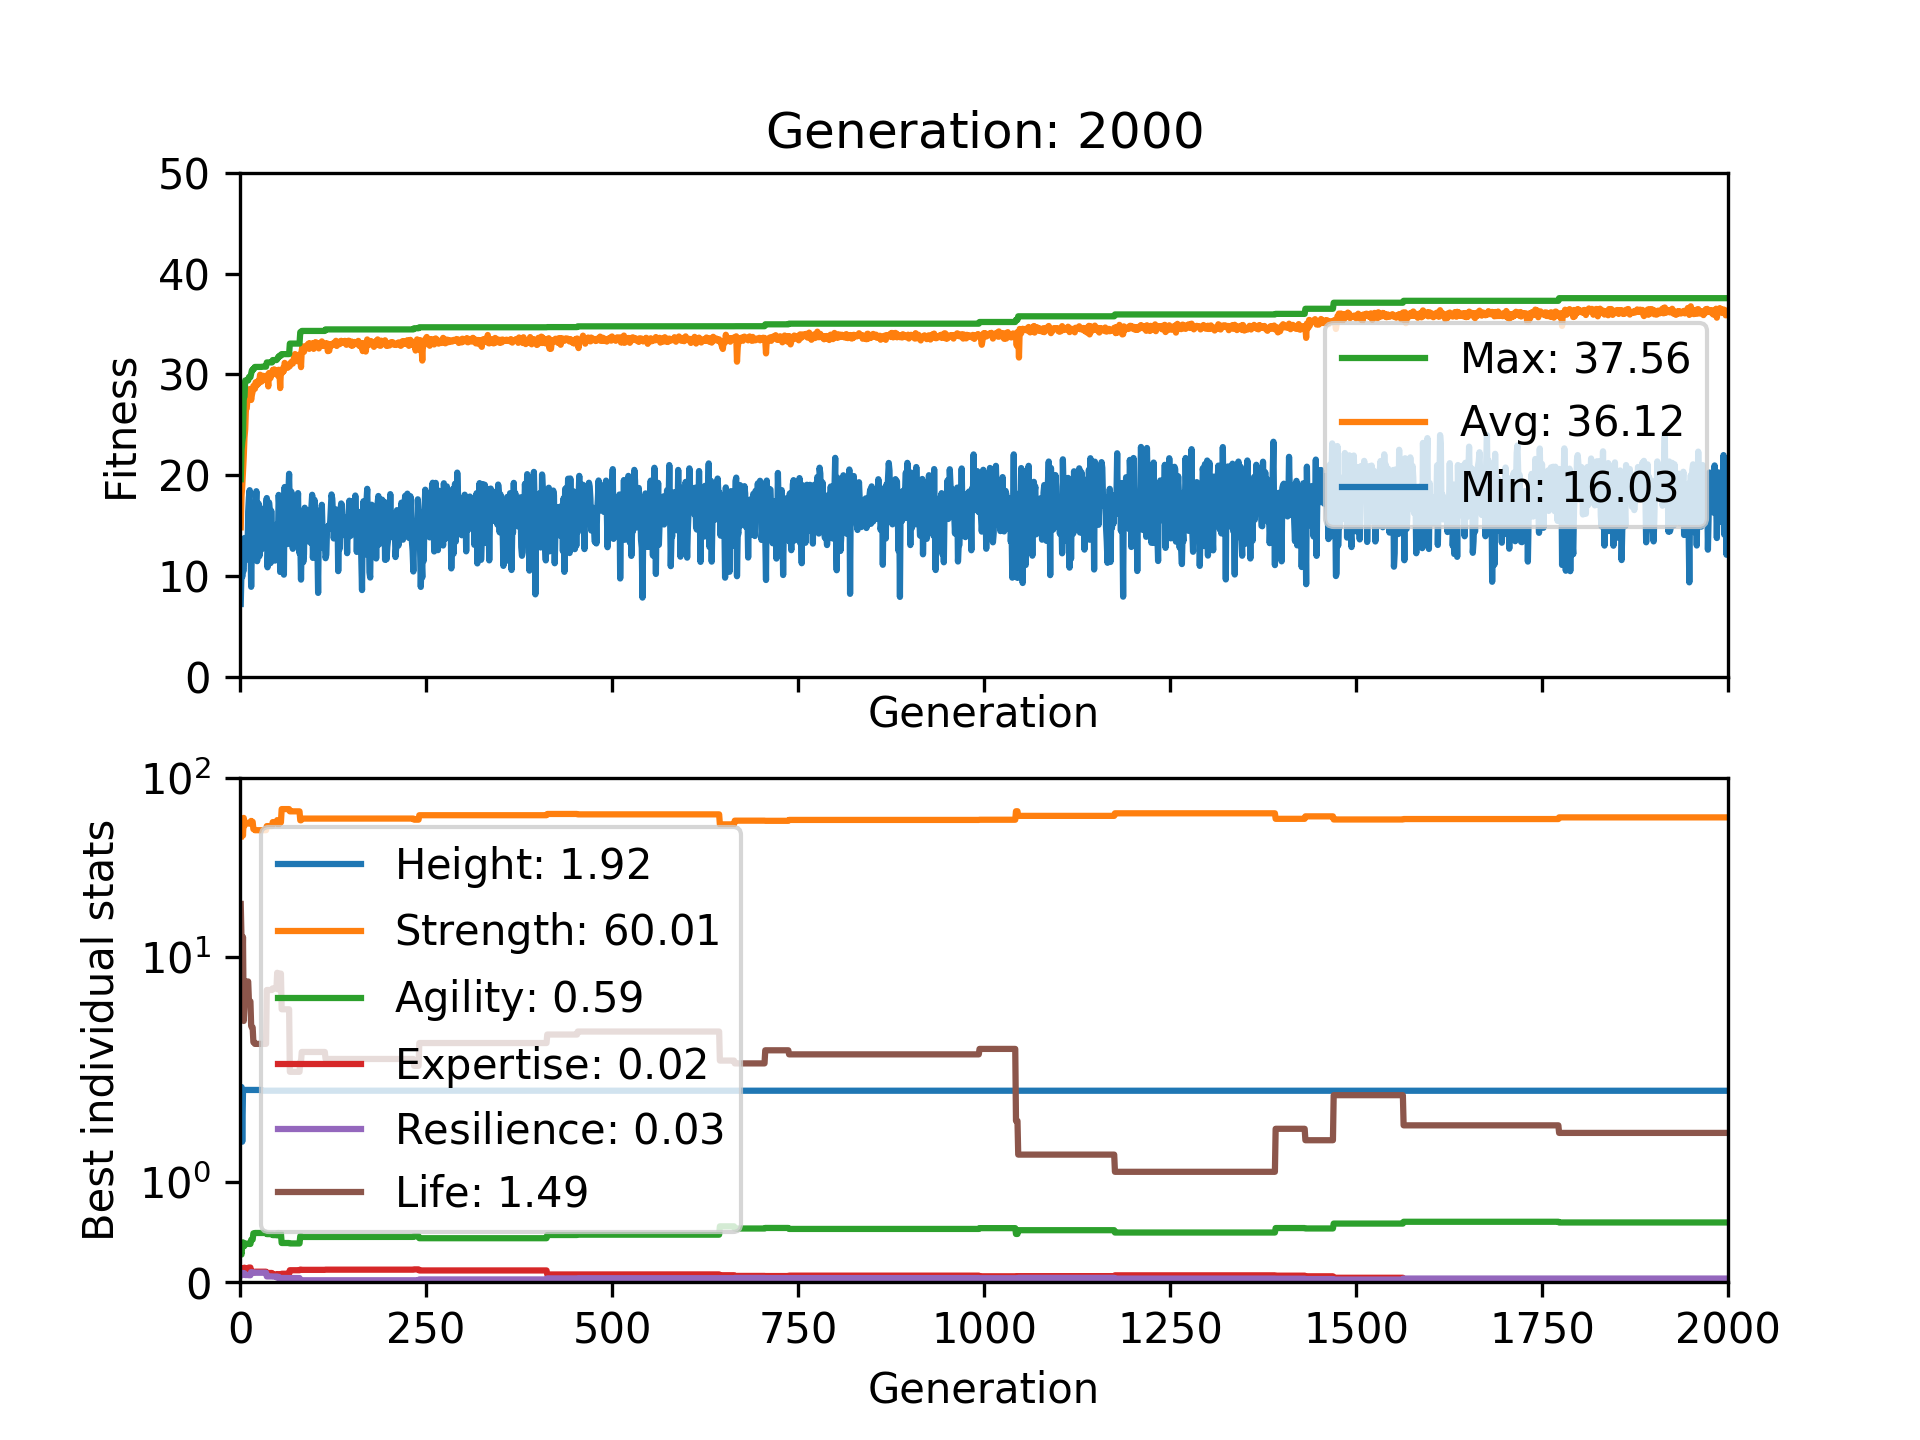 Generation: 2000
50
40
30
20
10
0
Fitness
Max: 37.56
Avg: 36.12
Min: 16.03
Generation
10²
10¹
10⁰
0
Best individual stats
Height: 1.92
Strength: 60.01
Agility: 0.59
Expertise: 0.02
Resilience: 0.03
Life: 1.49
0 250 500 750 1000 1250 1500 1750 2000
Generation